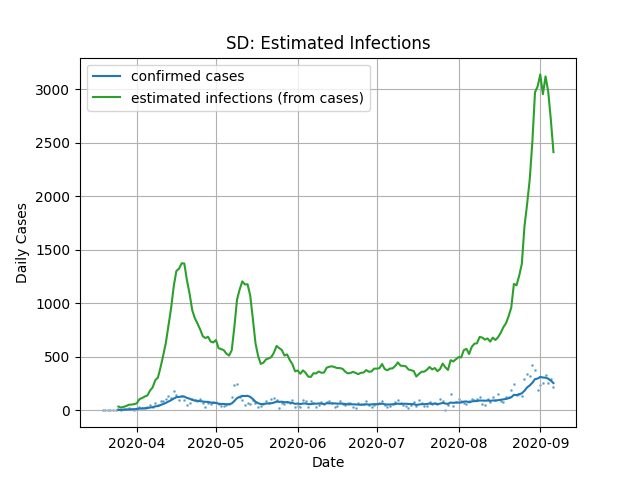 SD: Estimated Infections
confirmed cases
estimated infections (from cases)
Daily Cases
3000
2500
2000
1500
1000
500
0
2020-04 2020-05 2020-06 2020-07 2020-08 2020-09
Date